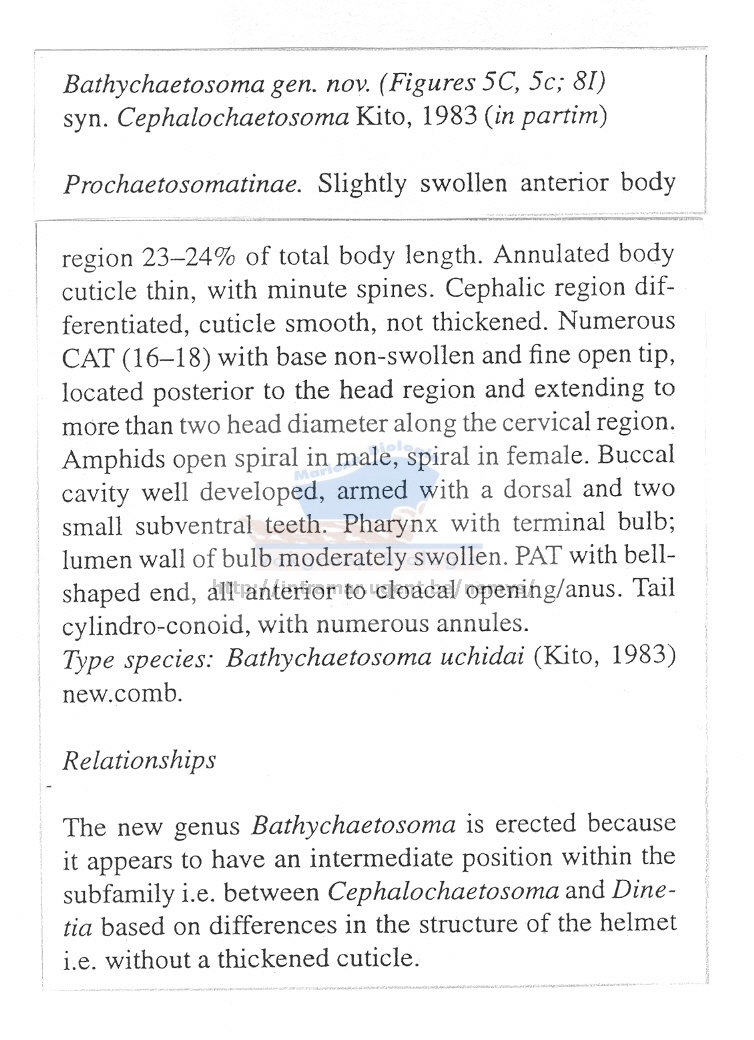 Bathychaetosoma gen. nov. (Figures 5C, 5c; 8I)
syn. Cephalochaetosoma Kito, 1983 (in partim)
Prochaetosomatinae. Slightly swollen anterior body
region 23–24% of total body length. Annulated body
cuticle thin, with minute spines. Cephalic region dif-
ferentiated, cuticle smooth, not thickened. Numerous
CAT (16–18) with base non-swollen and fine open tip,
located posterior to the head region and extending to
more than two head diameter along the cervical region.
Amphids open spiral in male, spiral in female. Buccal
cavity well developed, armed with a dorsal and two
small subventral teeth. Pharynx with terminal bulb;
lumen wall of bulb moderately swollen. PAT with bell-
shaped end, all anterior to cloacal opening/anus. Tail
cylindro-conoid, with numerous annules.
Type species: Bathychaetosoma uchidai (Kito, 1983)
new.comb.
Relationships
The new genus Bathychaetosoma is erected because
it appears to have an intermediate position within the
subfamily i.e. between Cephalochaetosoma and Dine-
tia based on differences in the structure of the helmet
i.e. without a thickened cuticle.